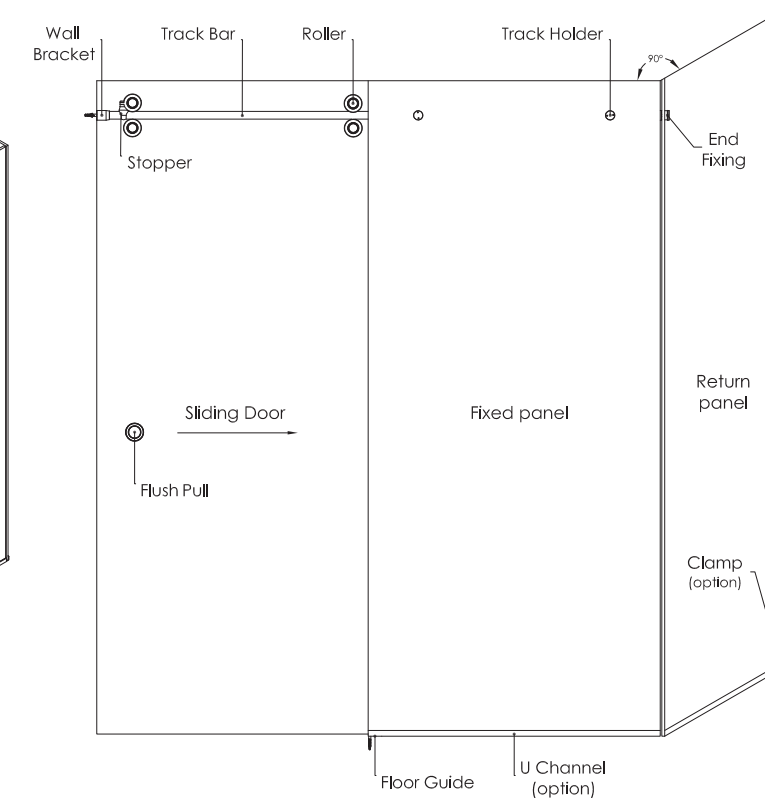 Wall
Bracket
Track Bar
Roller
Track Holder
90°
End
Fixing
Stopper
Return
panel
Sliding Door
Fixed panel
Flush Pull
Clamp
(option)
Floor Guide
U Channel
(option)